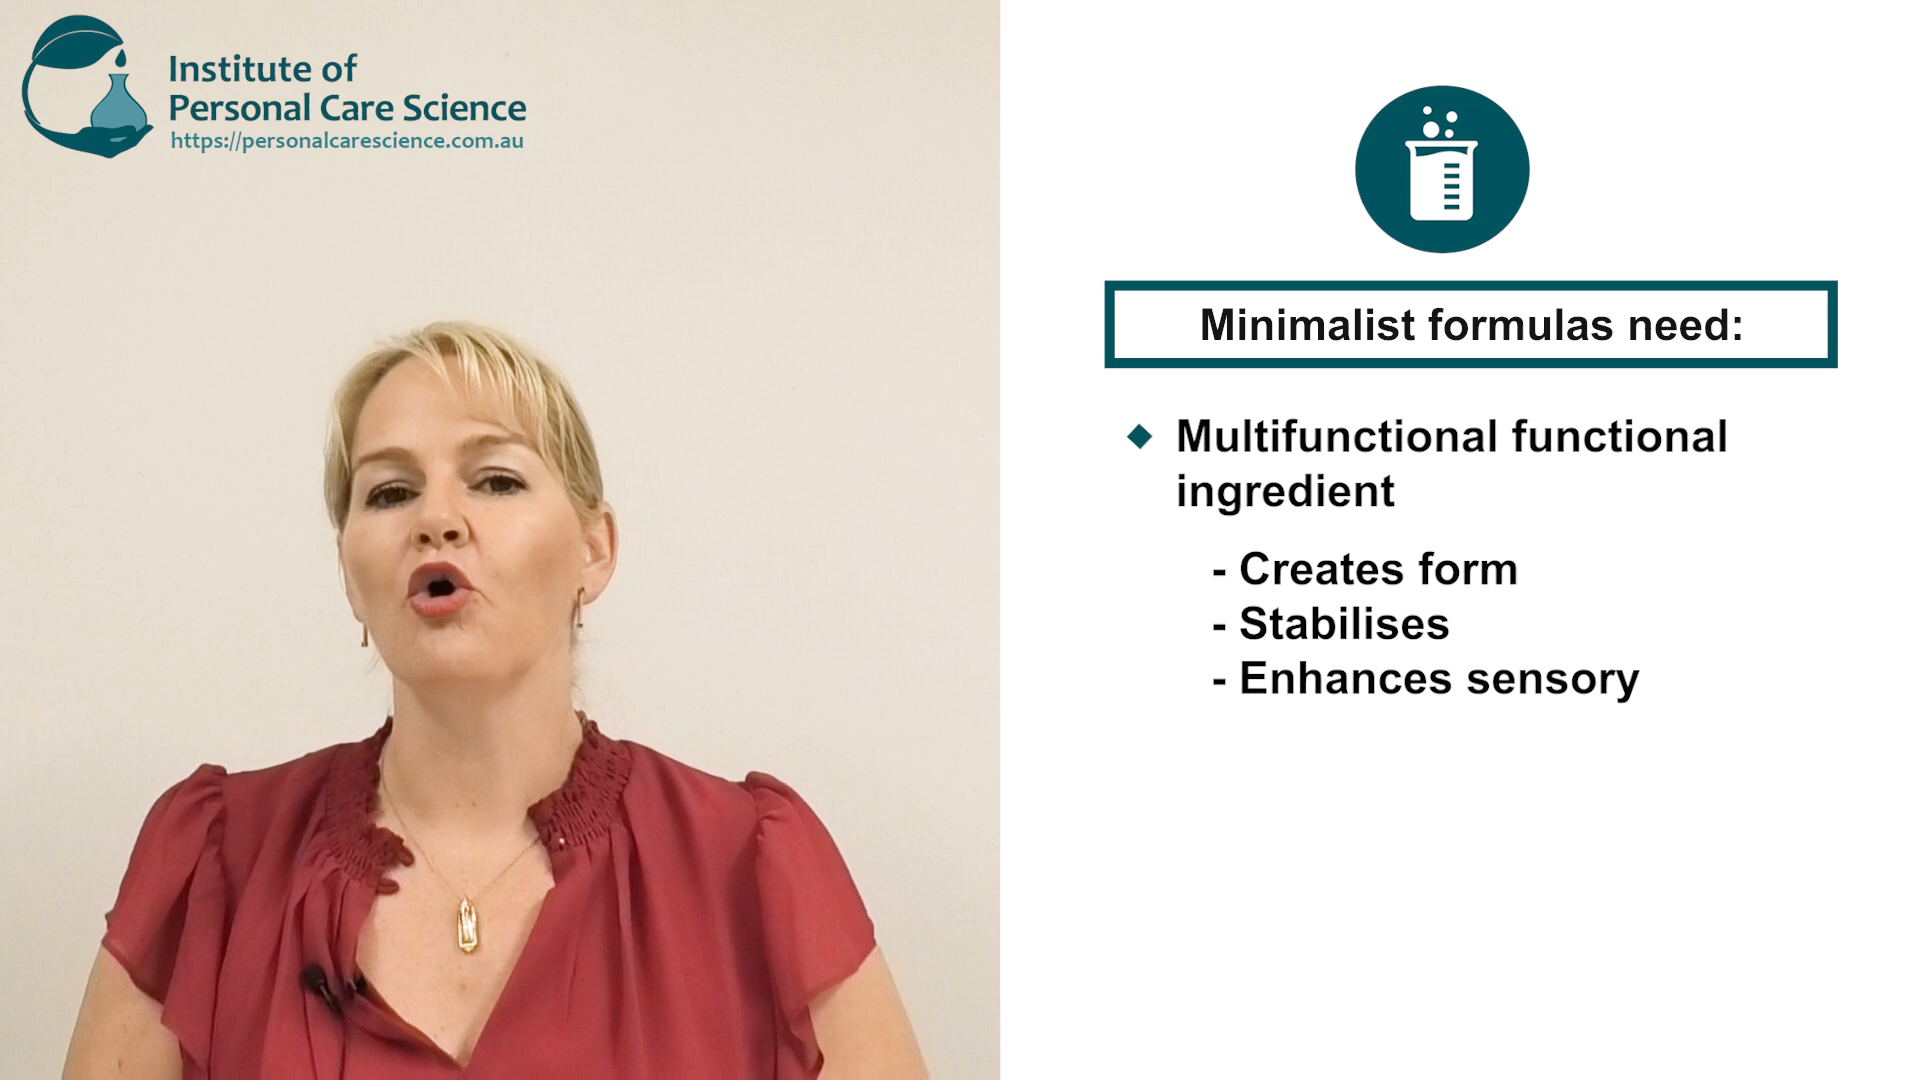 Institute of
Personal Care Science
https://personalcarescience.com.au
Minimalist formulas need:
Multifunctional functional
ingredient
- Creates form
- Stabilises
- Enhances sensory